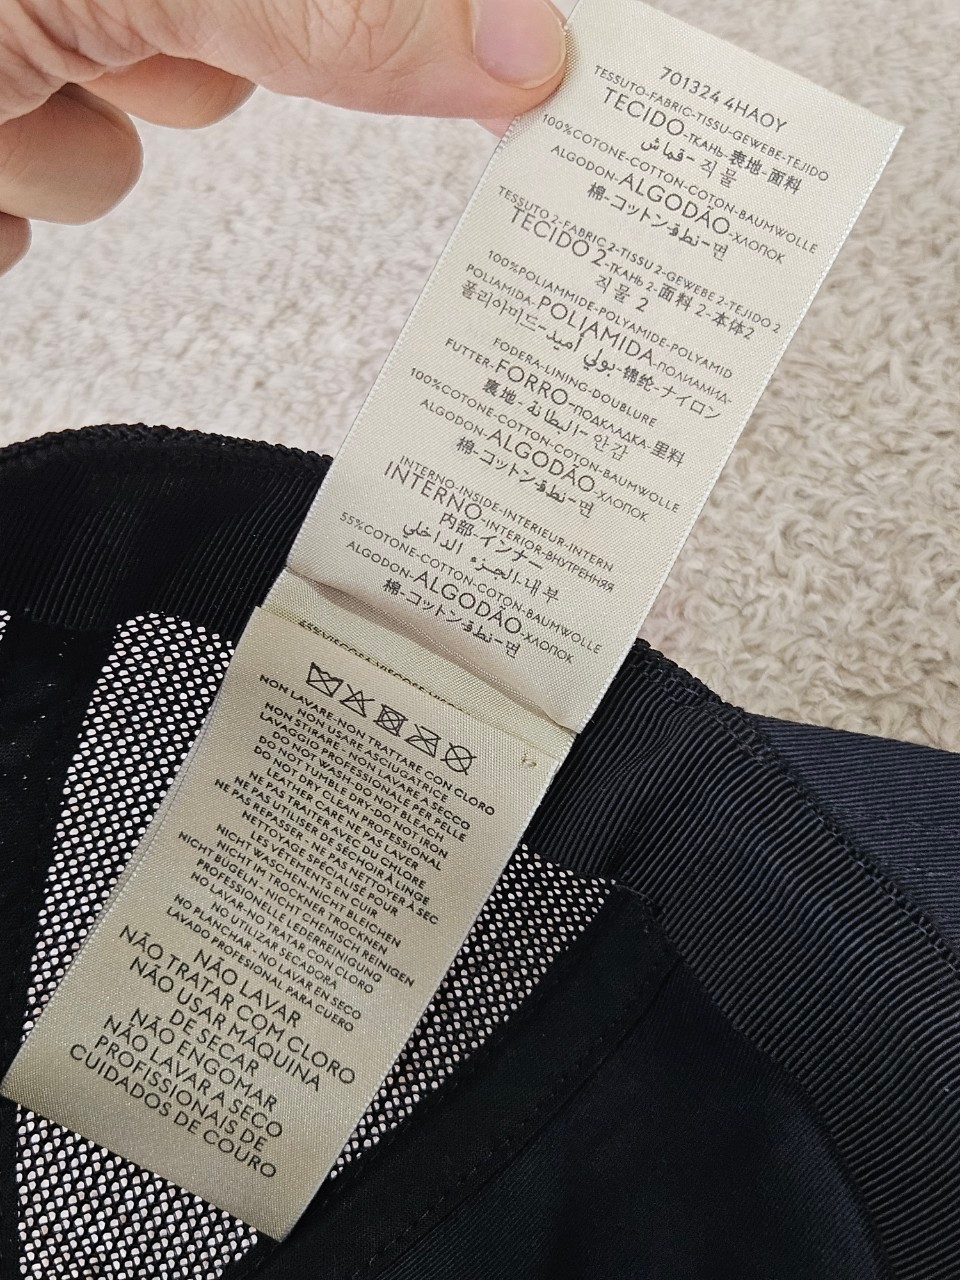 701324 4HAOY
TESSUTO-FABRIC-TISSU-GEWEBE-TEJIDO
TECIDO-ТКАНЬ-表地-面料
قماش-직물
100%COTONE-COTTON-COTON-BAUMWOLLE
ALGODON-ALGODÃO-ХЛОПОК
棉-コットン-قطن-면
TESSUTO 2-FABRIC 2-TISSU 2-GEWEBE 2-TEJIDO 2
TECIDO 2-ТКАНЬ 2-面料 2-本体2
직물 2
100%POLIAMMIDE-POLYAMIDE-POLYAMID
POLIAMIDA-POLIAMIDA-ПОЛИАМИД-
폴리아미드-بولي أميد-锦纶-ナイロン
FODERA-LINING-DOUBLURE
FUTTER-FORRO-ПОДКЛАДКА-里料
裏地-البطانة-안감
100%COTONE-COTTON-COTON-BAUMWOLLE
ALGODON-ALGODÃO-ХЛОПОК
棉-コットン-قطن-면
INTERNO-INSIDE-INTERIEUR-INTERN
INTERNO-INTERIOR-ВНУТРЕННЯЯ
内部-インナー
الجزء الداخلي-내부
55%COTONE-COTTON-COTON-BAUMWOLLE
ALGODON-ALGODÃO-ХЛОПОК
棉-コットン-قطن-면
45%VISCOSA-VISCOSE
NON LAVARE-NON TRATTARE CON CLORO
NON USARE ASCIUGATRICE
NON STIRARE - NON LAVARE A SECCO
LAVAGGIO PROFESSIONALE PER PELLE
DO NOT WASH-DO NOT BLEACH
DO NOT TUMBLE DRY-DO NOT IRON
DO NOT DRY CLEAN PROFESSIONAL
LEATHER CARE NE PAS LAVER
NE PAS TRAITER AVEC DU CHLORE
NE PAS UTILISER DE SÉCHOIR À LINGE
NE PAS REPASSER - NE PAS NETTOYER À SEC
NETTOYAGE SPÉCIALISÉ POUR
LES VÊTEMENTS EN CUIR
NICHT WASCHEN-NICHT BLEICHEN
NICHT IM TROCKNER TROCKNEN
NICHT BÜGELN - NICHT CHEMISCH REINIGEN
PROFESSIONELLE LEDERREINIGUNG
NO LAVAR-NO TRATAR CON CLORO
NO UTILIZAR SECADORA
NO PLANCHAR - NO LAVAR EN SECO
LAVADO PROFESIONAL PARA CUERO
NÃO LAVAR
NÃO TRATAR COM CLORO
NÃO USAR MÁQUINA
DE SECAR
NÃO ENGOMAR
NÃO LAVAR A SECO
PROFISSIONAIS DE
CUIDADOS DE COURO